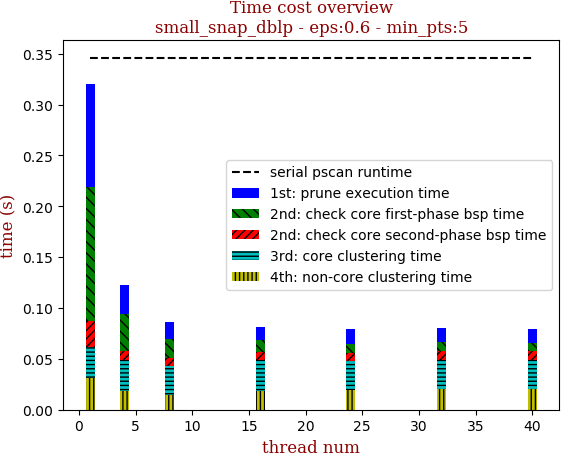 Time cost overview
small_snap_dblp - eps:0.6 - min_pts:5
0.35
0.30
0.25
0.20
0.15
0.10
0.05
0.00
time (s)
serial pscan runtime
1st: prune execution time
2nd: check core first-phase bsp time
2nd: check core second-phase bsp time
3rd: core clustering time
4th: non-core clustering time
0 5 10 15 20 25 30 35 40
thread num